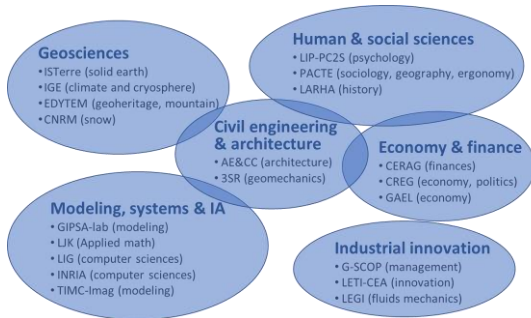 Geosciences
• ISTerre (solid earth)
• IGE (climate and cryosphere)
• EDYTEM (geoheritage, mountain)
• CNRM (snow)
Human & social sciences
• LIP-PC2S (psychology)
• PACTE (sociology, geography, ergonomy)
• LARHA (history)
Civil engineering
& architecture
• AE&CC (architecture)
• 3SR (geomechanics)
Economy & finance
• CERAG (finances)
• CREG (economy, politics)
• GAEL (economy)
Modeling, systems & IA
• GIPSA-lab (modeling)
• LJK (Applied math)
• LIG (computer sciences)
• INRIA (computer sciences)
• TIMC-Imag (modeling)
Industrial innovation
• G-SCOP (management)
• LETI-CEA (innovation)
• LEGI (fluids mechanics)